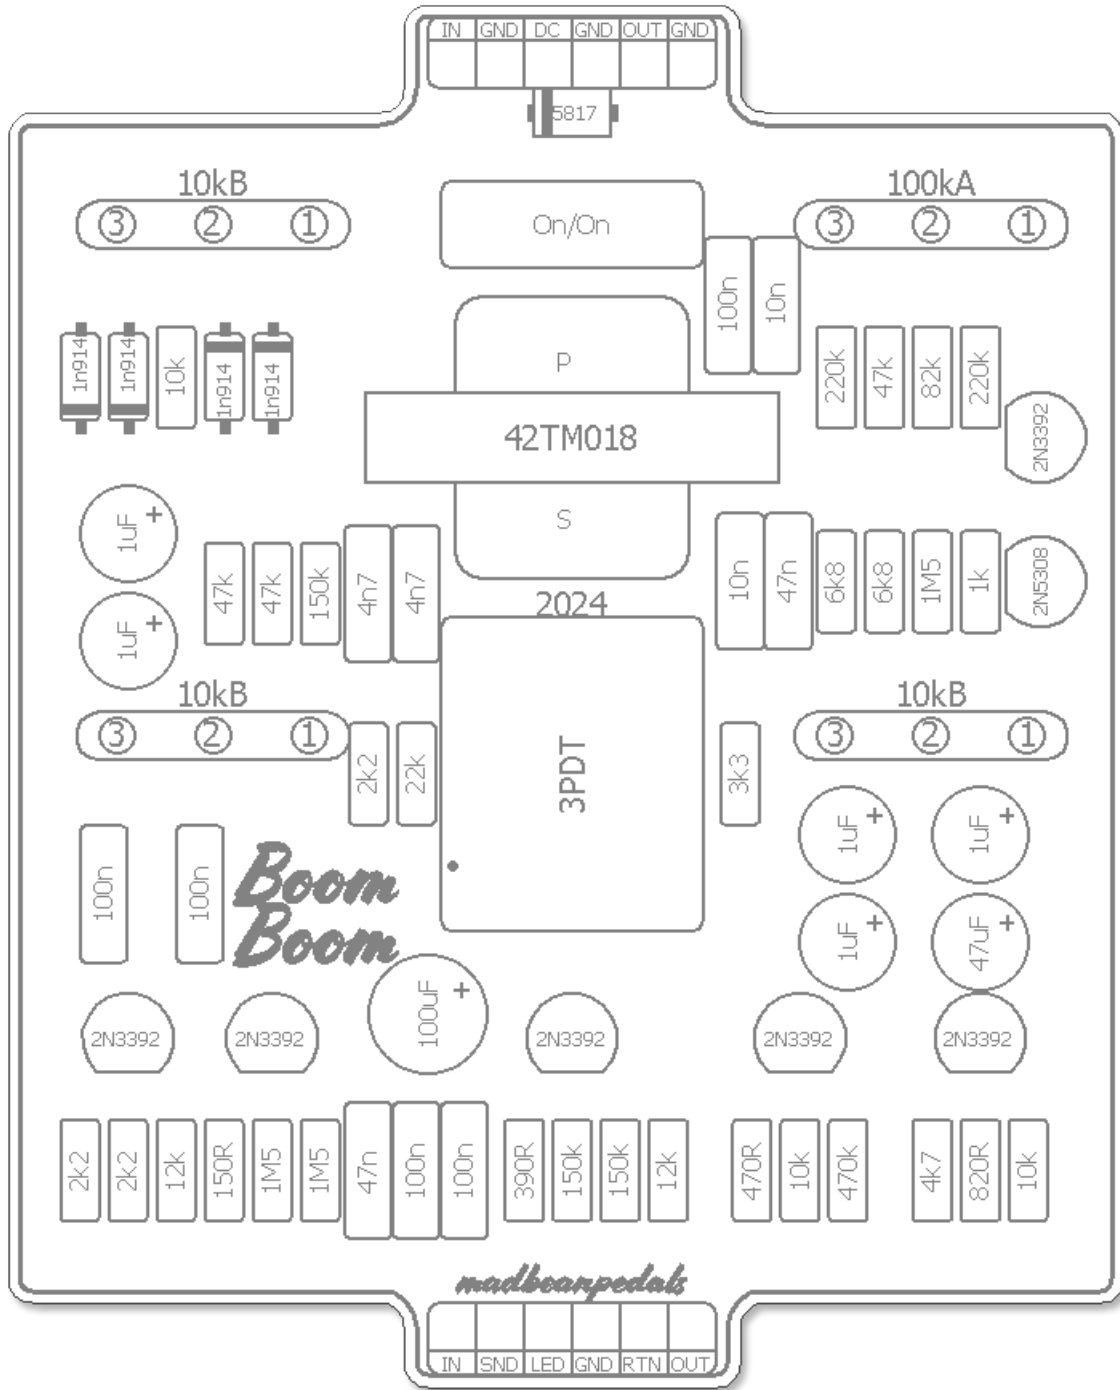 IN GND DC GND OUT GND
5817
10kB
100kA
3 2 1
On/On
3 2 1
100n 10n
1n914 1n914 10k 1n914 1n914
P
220k 47k 82k 220k
2N3392
42TM018
S
1uF +
47k 47k 150k 4n7 4n7
10n 47n 6k8 6k8 1M5 1k
2N5308
2024
1uF +
10kB
10kB
3 2 1
3 2 1
2k2 22k
3PDT
3k3
1uF + 1uF +
100n 100n
Boom
Boom
1uF + 47uF
100uF +
2N3392 2N3392 2N3392 2N3392 2N3392
2k2 2k2 12k 150R 1M5 1M5 47n 100n 100n 390R 150k 150k 12k 470R 10k 470k 4k7 820R 10k
madbeanpedals
IN SND LED GND RTN OUT